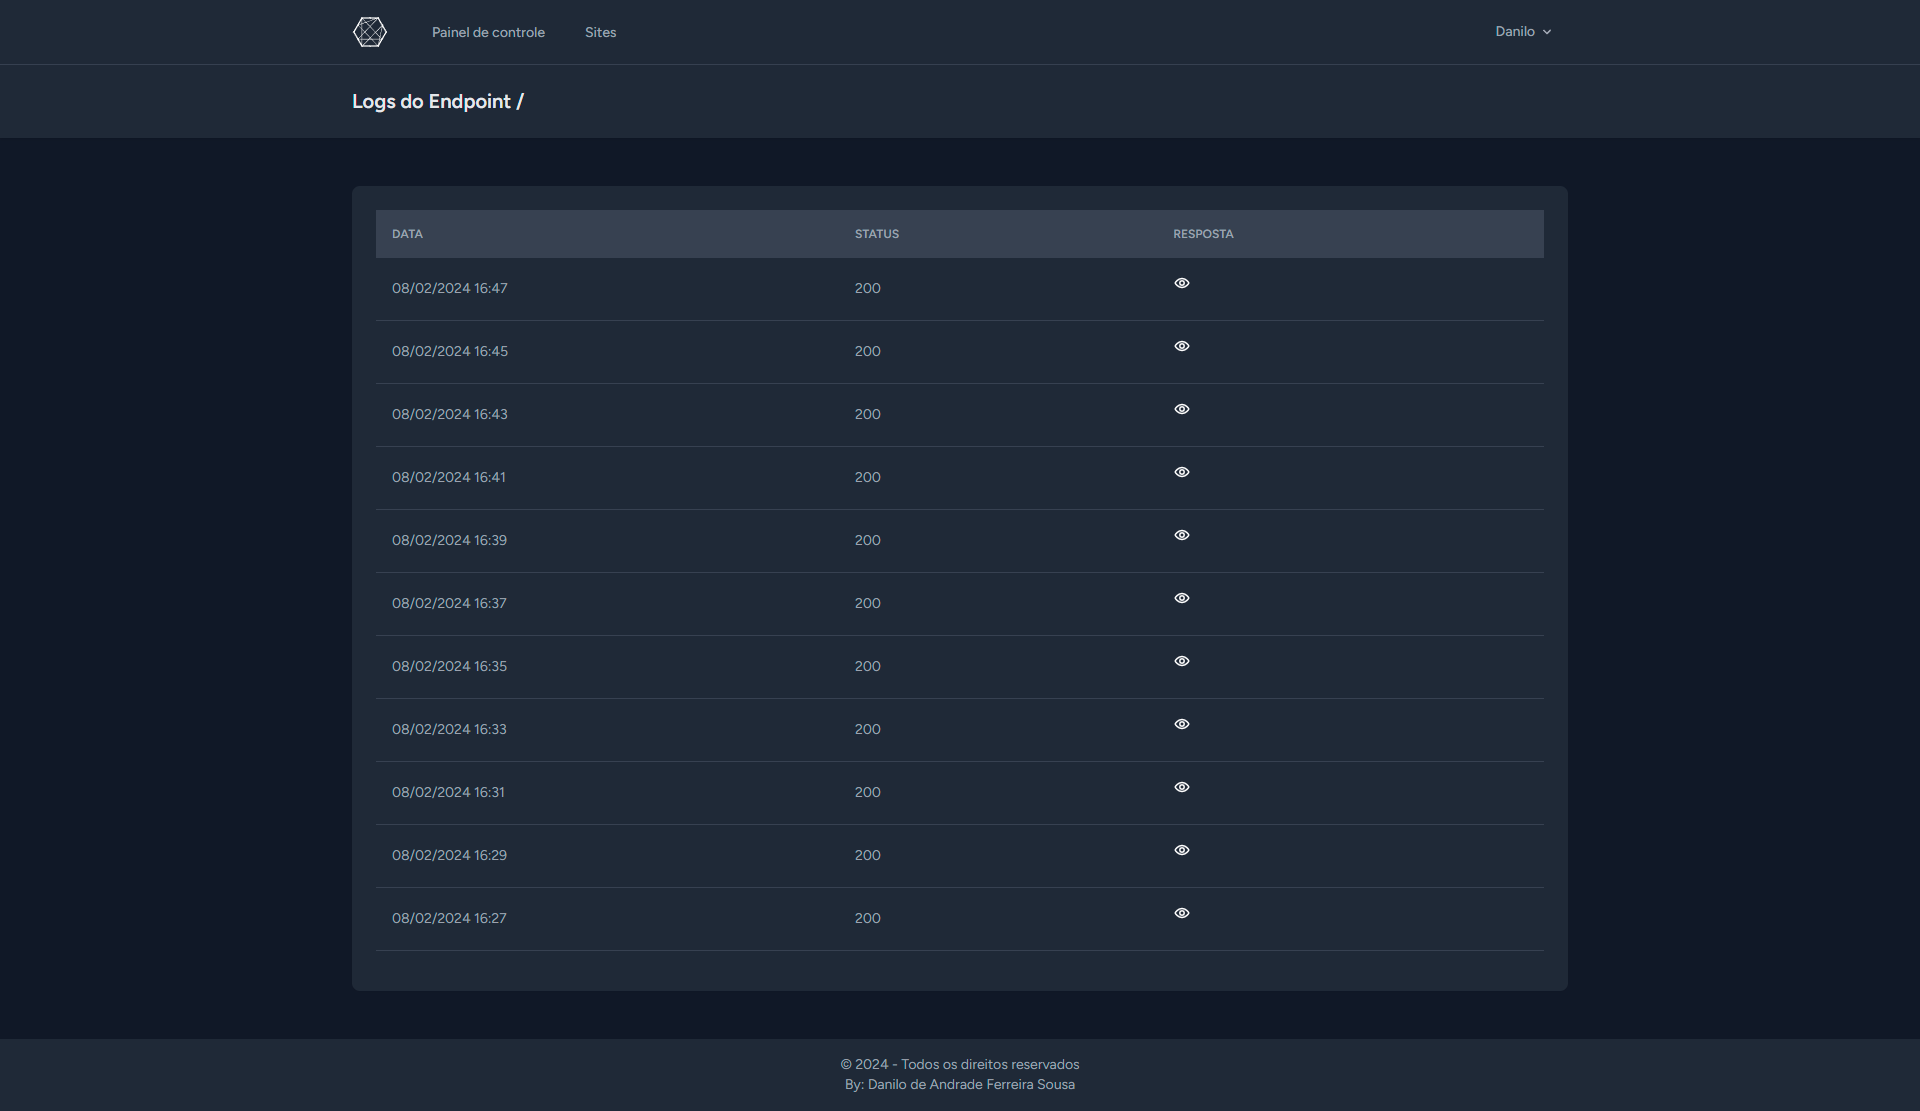 Painel de controle Sites Danilo
Logs do Endpoint /
DATA STATUS RESPOSTA
08/02/2024 16:47 200
08/02/2024 16:45 200
08/02/2024 16:43 200
08/02/2024 16:41 200
08/02/2024 16:39 200
08/02/2024 16:37 200
08/02/2024 16:35 200
08/02/2024 16:33 200
08/02/2024 16:31 200
08/02/2024 16:29 200
08/02/2024 16:27 200
© 2024 - Todos os direitos reservados
By: Danilo de Andrade Ferreira Sousa